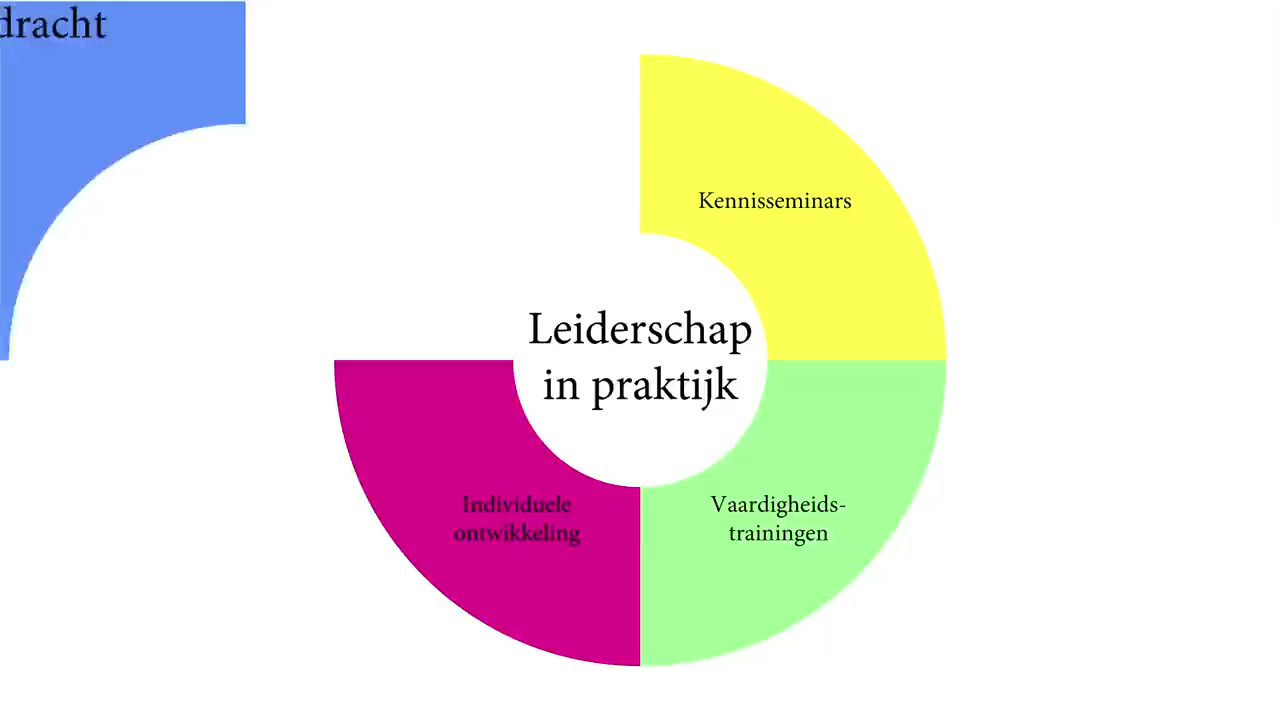 dracht
Kennisseminars
Leiderschap
in praktijk
Individuele
ontwikkeling
Vaardigheids-
trainingen